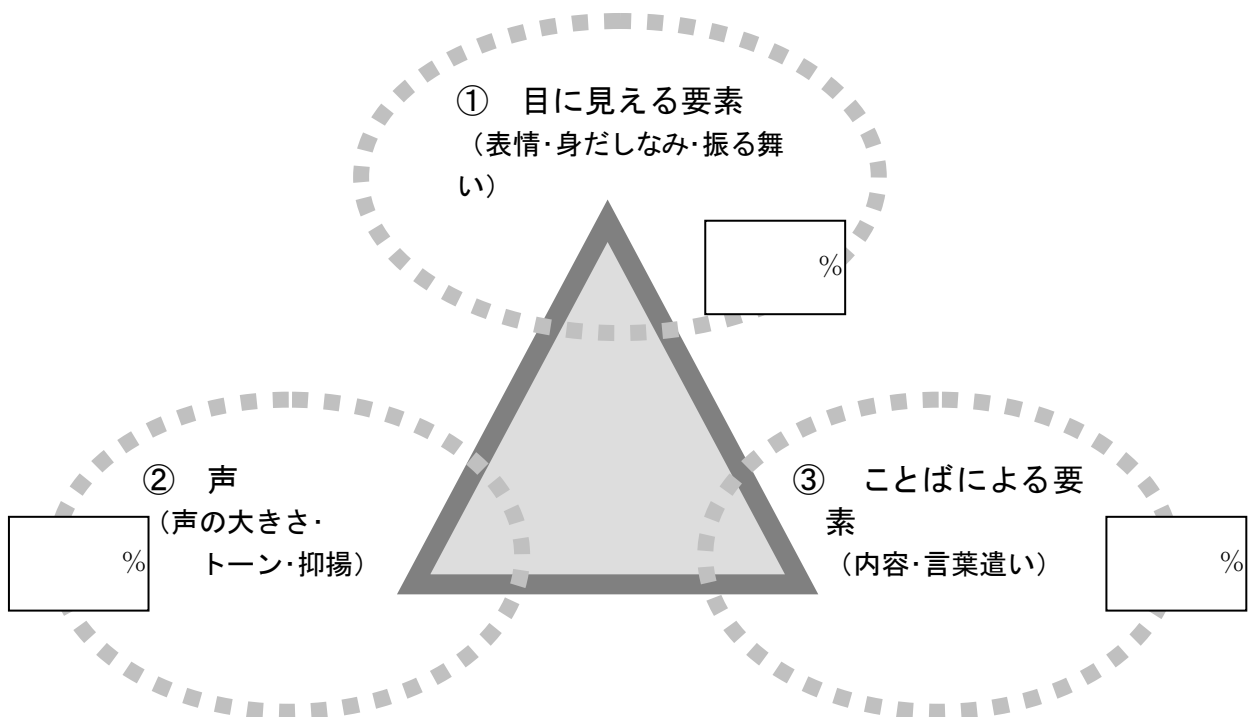 ① 目に見える要素
（表情・身だしなみ・振る舞
い）
%
② 声
（声の大きさ・
トーン・抑揚）
%
③ ことばによる要
素
（内容・言葉遣い）
%